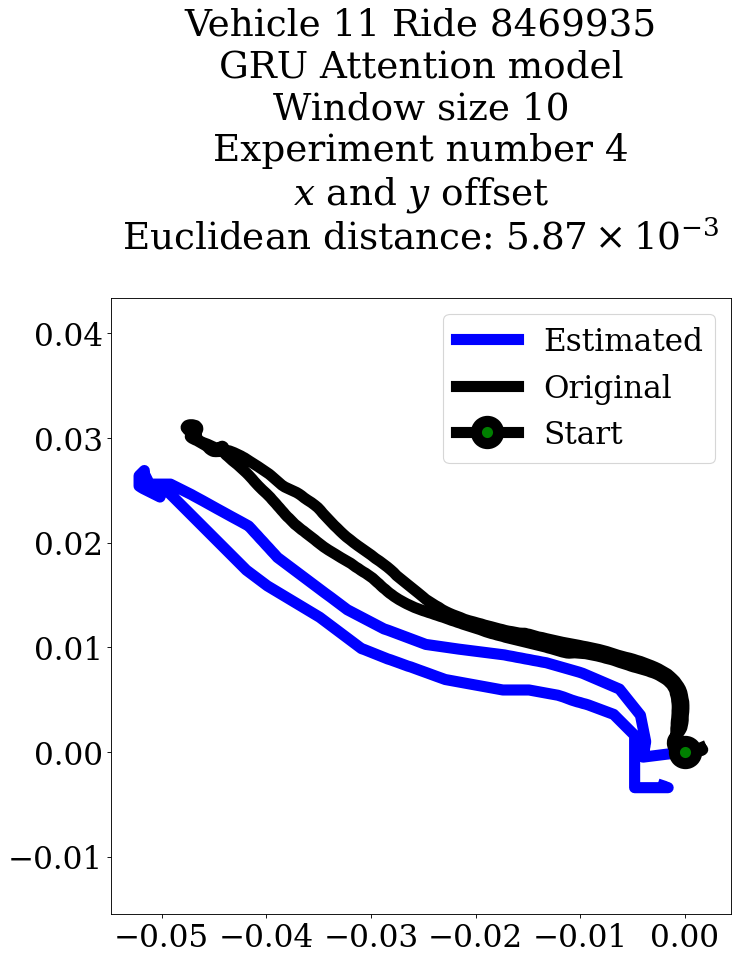 Vehicle 11 Ride 8469935
GRU Attention model
Window size 10
Experiment number 4
x and y offset
Euclidean distance: 5.87 × 10⁻³
Estimated
Original
Start
0.04
0.03
0.02
0.01
0.00
−0.01
−0.05 −0.04 −0.03 −0.02 −0.01 0.00